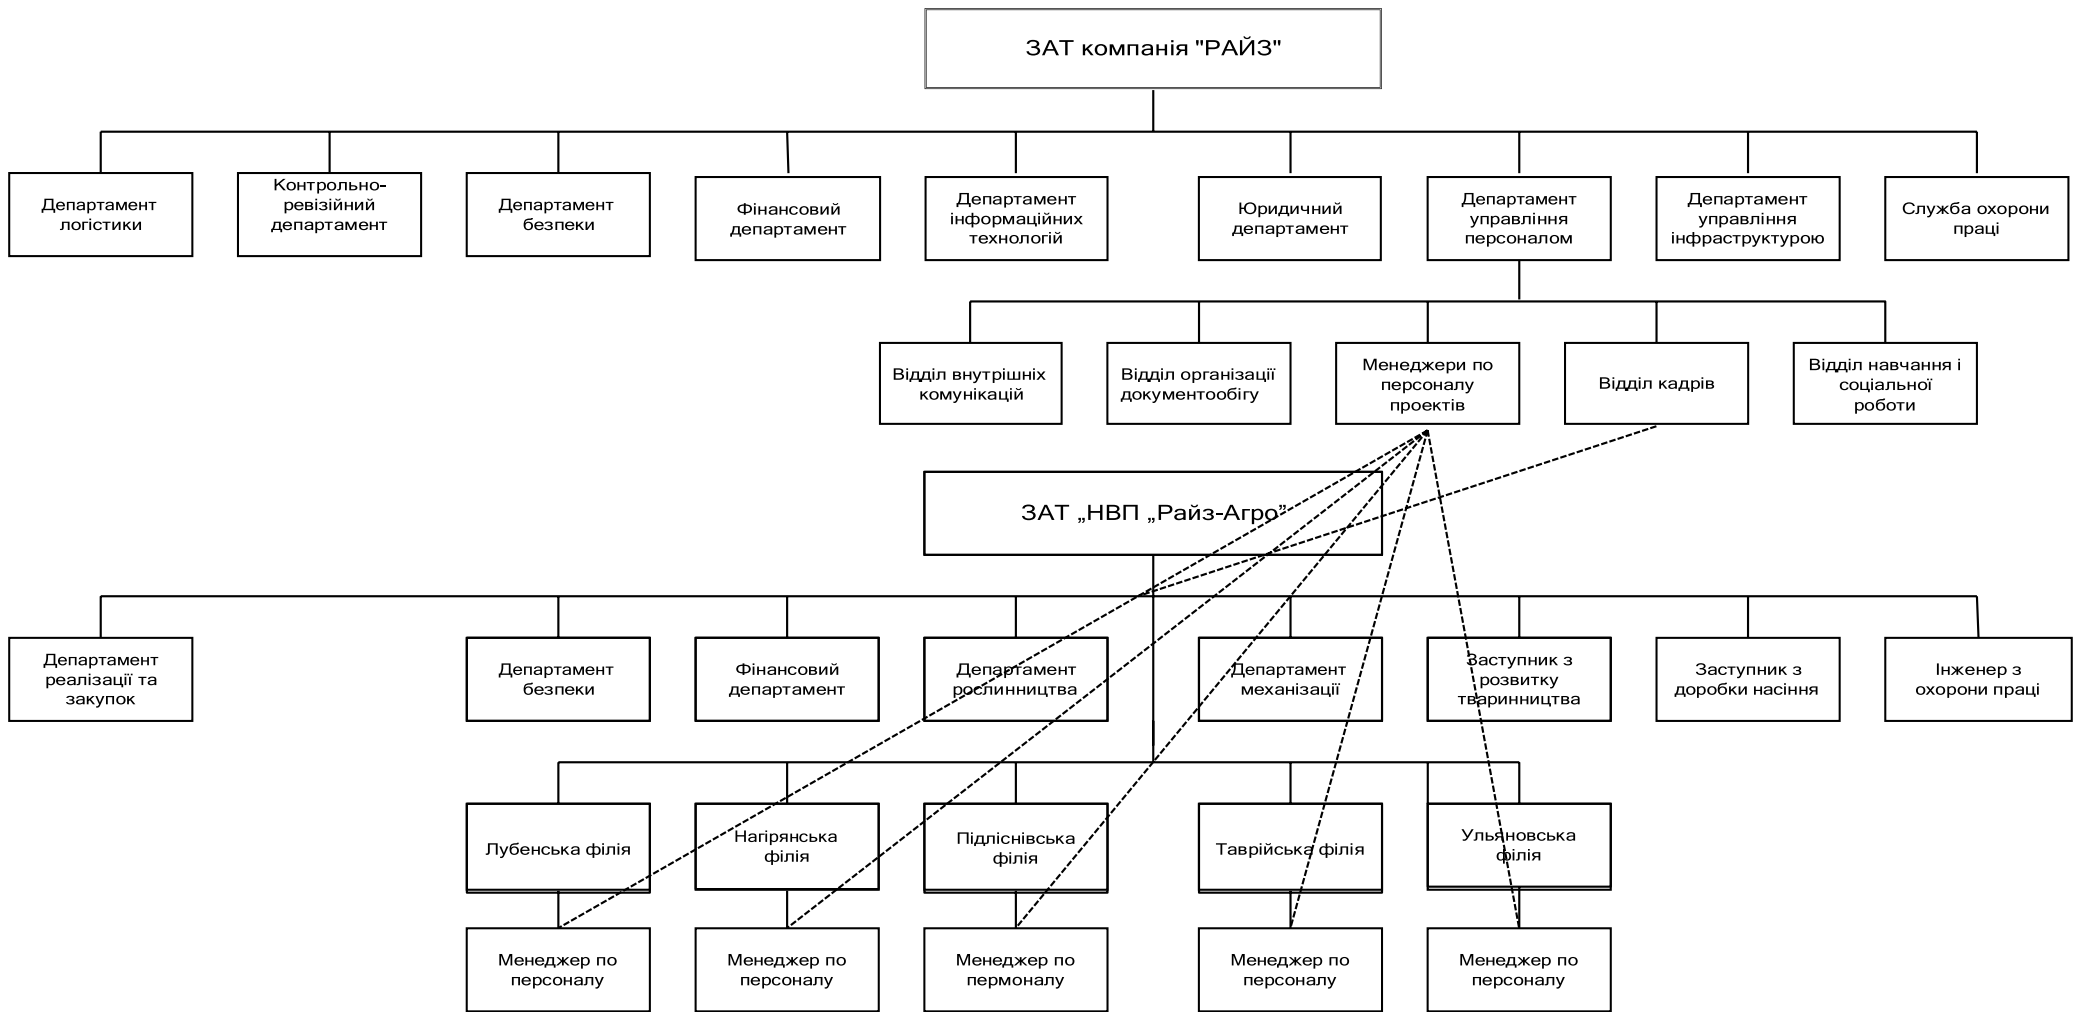 ЗАТ компанія "РАЙЗ"
Департамент
логістики
Контрольно-
ревізійний
департамент
Департамент
безпеки
Фінансовий
департамент
Департамент
інформаційних
технологій
Юридичний
департамент
Департамент
управління
персоналом
Департамент
управління
інфраструктурою
Служба охорони
праці
Відділ внутрішніх
комунікацій
Відділ організації
документообігу
Менеджери по
персоналу
проектів
Відділ кадрів
Відділ навчання і
соціальної
роботи
ЗАТ „НВП „Райз-Агро”
Департамент
реалізації та
закупок
Департамент
безпеки
Фінансовий
департамент
Департамент
рослинництва
Департамент
механізації
Заступник з
розвитку
тваринництва
Заступник з
доробки насіння
Інженер з
охорони праці
Лубенська філія
Нагірянська
філія
Підліснівська
філія
Таврійська філія
Ульяновська
філія
Менеджер по
персоналу
Менеджер по
персоналу
Менеджер по
пермоналу
Менеджер по
персоналу
Менеджер по
персоналу